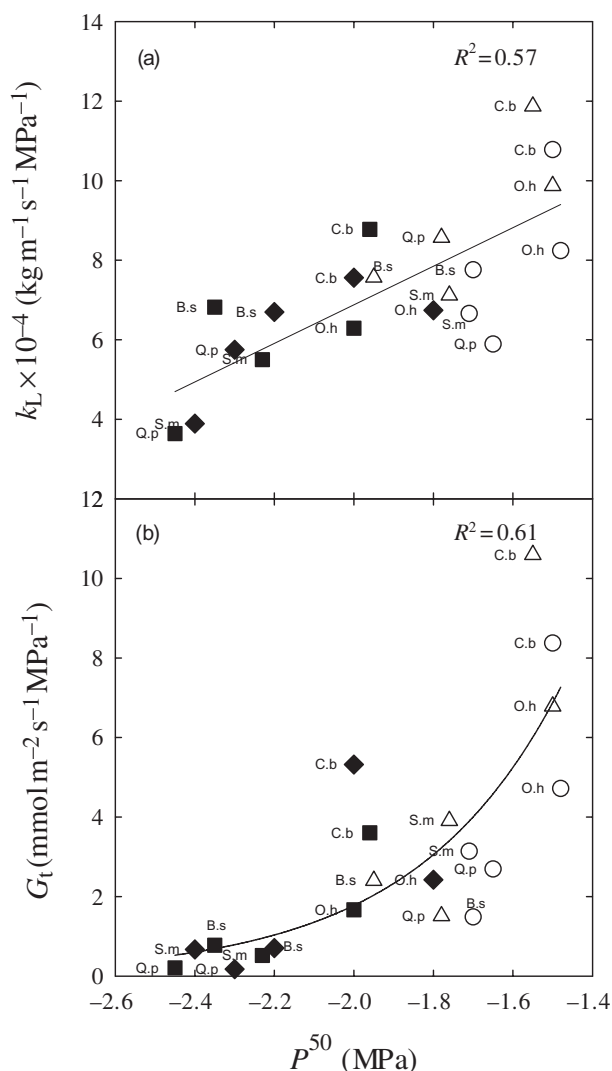 14
(a)
R² = 0.57
C.b
12
C.b
10
O.h
C.b
Q.p
O.h
8
B.s
B.s
C.b
S.m
B.s
B.s
O.h
S.m
O.h
6
Q.p
Q.p
S.m
4
S.m
Q.p
2
k_L × 10⁻⁴ (kg m⁻¹ s⁻¹ MPa⁻¹)
12
(b)
R² = 0.61
C.b
10
C.b
8
O.h
6
C.b
O.h
4
S.m
C.b
S.m
Q.p
B.s
O.h
2
O.h
B.s
Q.p
B.s
S.m
B.s
S.m
Q.p
Q.p
0
G_t (mmol m⁻² s⁻¹ MPa⁻¹)
−2.6 −2.4 −2.2 −2.0 −1.8 −1.6 −1.4
P⁵⁰ (MPa)